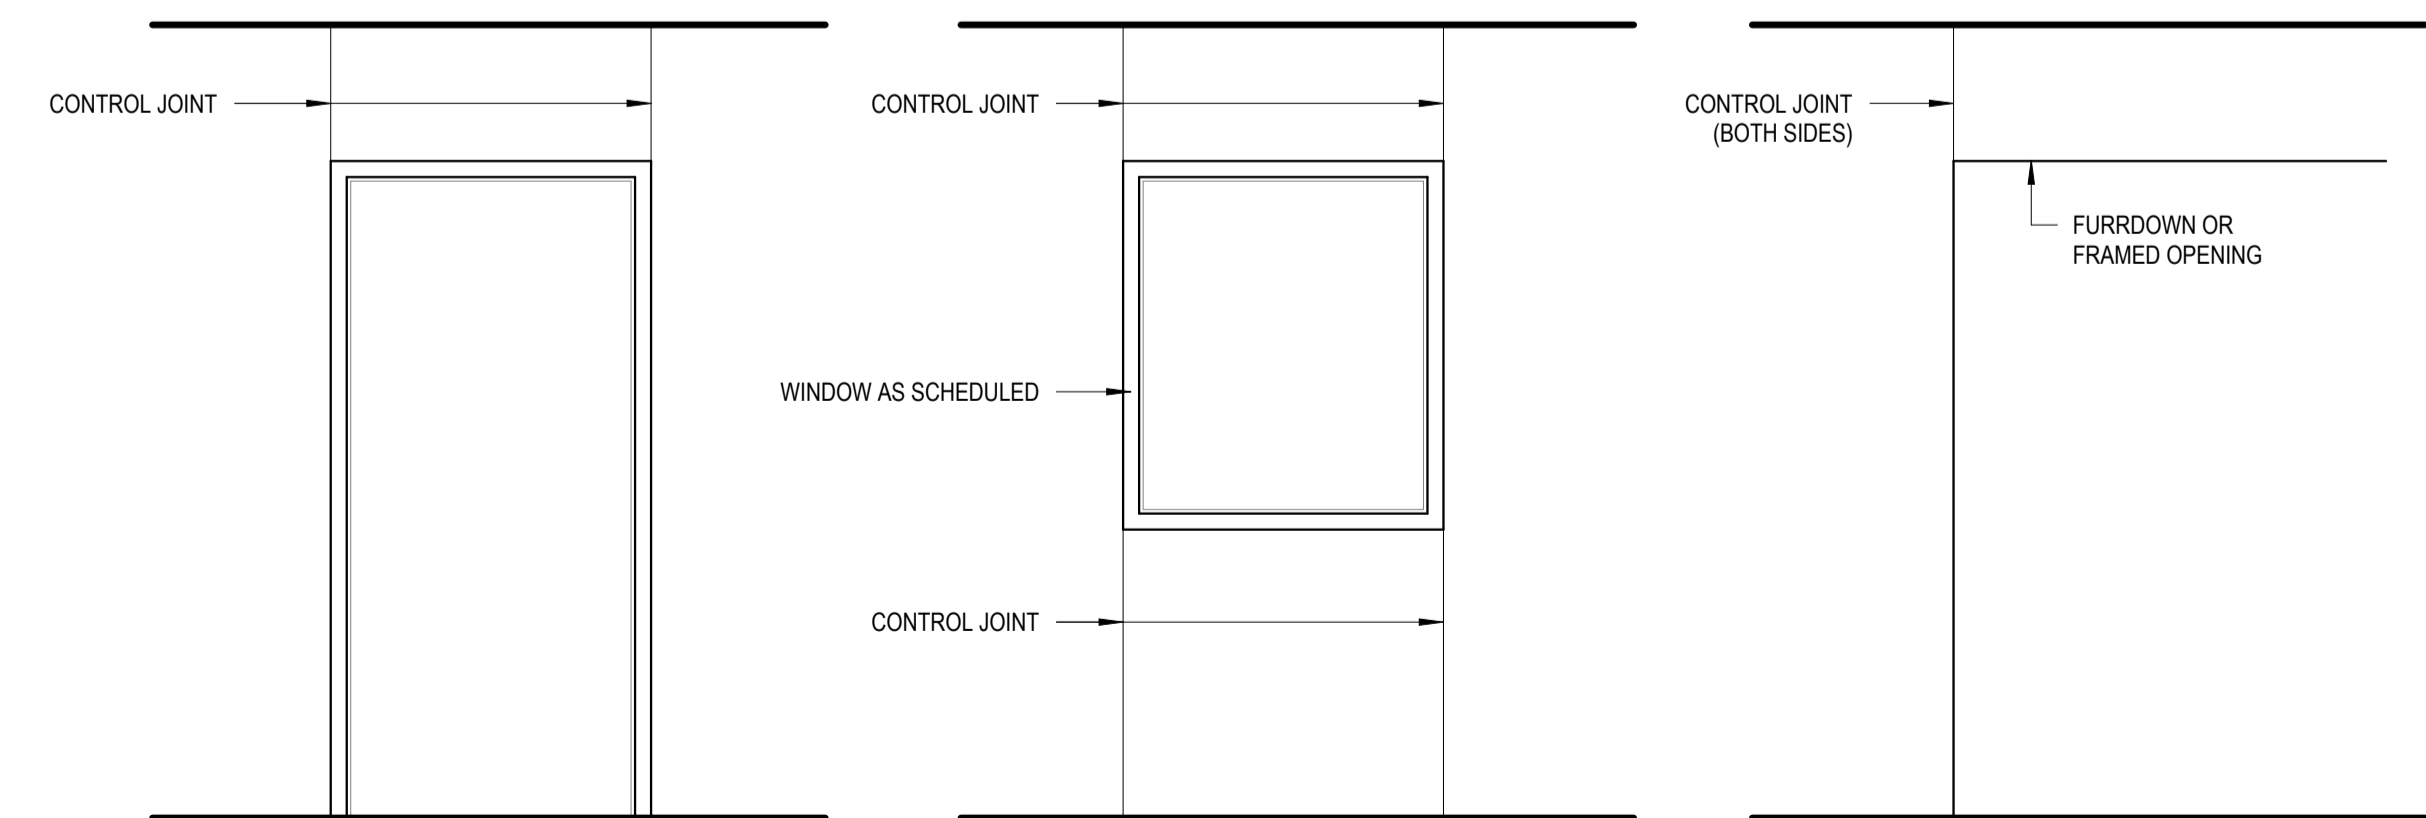 CONTROL JOINT
CONTROL JOINT
CONTROL JOINT
(BOTH SIDES)
FURRDOWN OR
FRAMED OPENING
WINDOW AS SCHEDULED
CONTROL JOINT